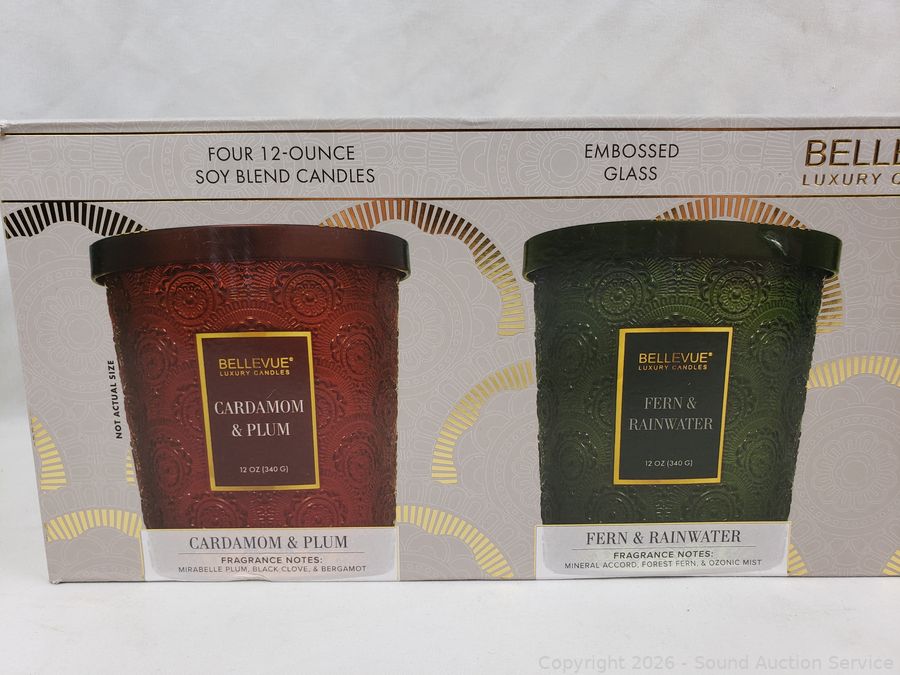 FOUR 12-OUNCE
SOY BLEND CANDLES
EMBOSSED
GLASS
BELLE
LUXURY C
NOT ACTUAL SIZE
BELLEVUE®
LUXURY CANDLES
CARDAMOM
& PLUM
12 OZ (340 G)
CARDAMOM & PLUM
FRAGRANCE NOTES:
MIRABELLE PLUM, BLACK CLOVE, & BERGAMOT
BELLEVUE®
LUXURY CANDLES
FERN &
RAINWATER
12 OZ (340 G)
FERN & RAINWATER
FRAGRANCE NOTES:
MINERAL ACCORD, FOREST FERN, & OZONIC MIST
Copyright 2026 - Sound Auction Service